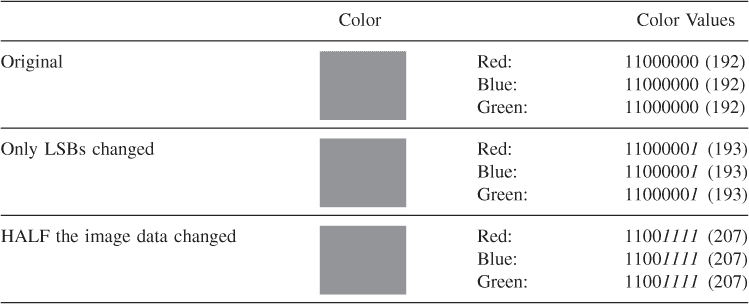 Color Color Values
Original Red: 11000000 (192)
Blue: 11000000 (192)
Green: 11000000 (192)
Only LSBs changed Red: 11000001 (193)
Blue: 11000001 (193)
Green: 11000001 (193)
HALF the image data changed Red: 11001111 (207)
Blue: 11001111 (207)
Green: 11001111 (207)